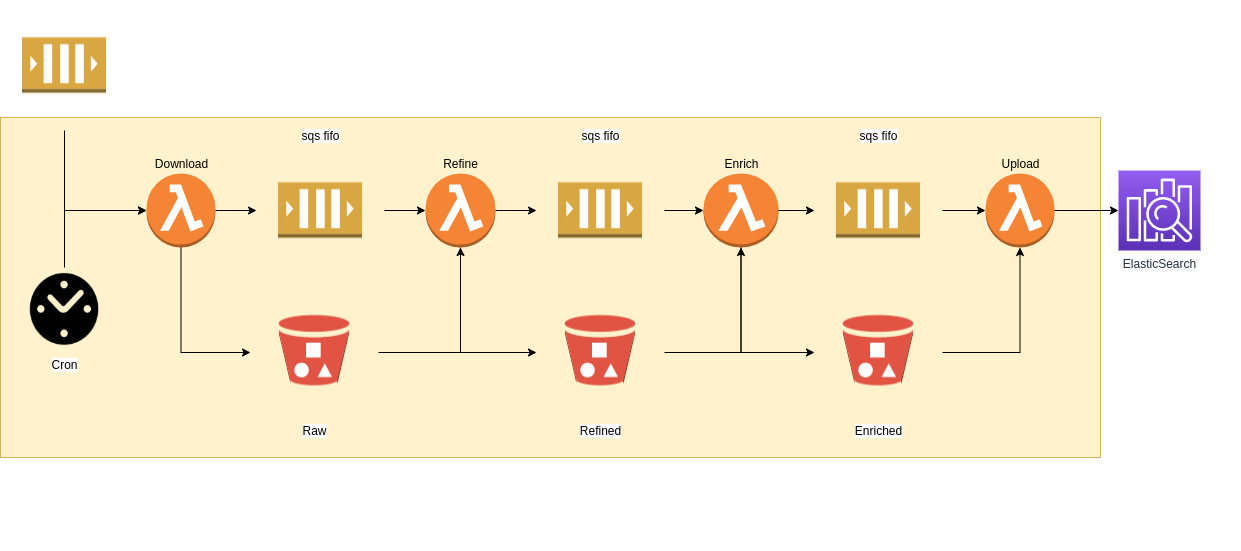 sqs fifo
sqs fifo
sqs fifo
Download
Refine
Enrich
Upload
ElasticSearch
Cron
Raw
Refined
Enriched